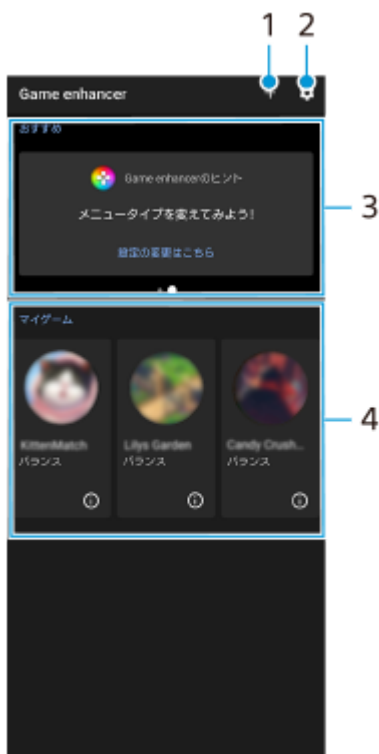 1 2
Game enhancer
おすすめ
Game enhancerのヒント
メニュータイプを変えてみよう!
設定の変更はこちら
3
マイゲーム
4
KittenMatch Lilys Garden Candy Crush...
バランス バランス バランス